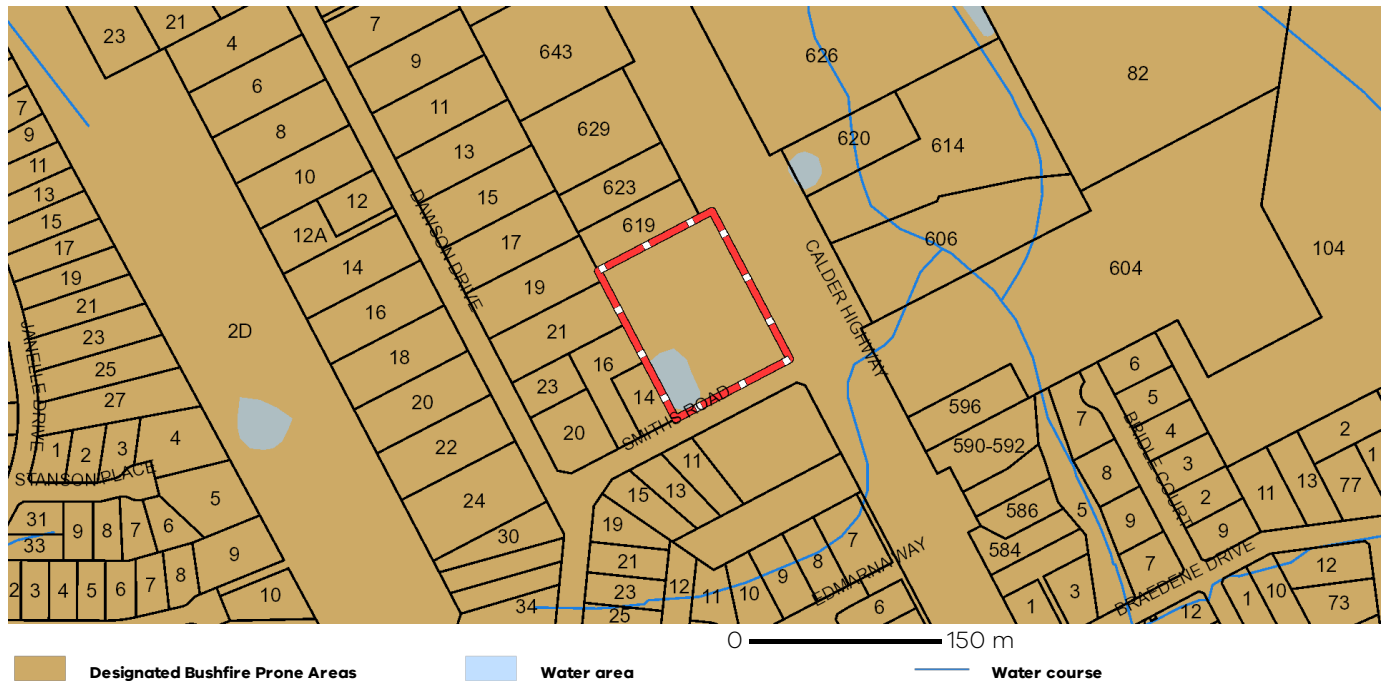 23 21 4 7 643 626 82
6 9 629 620 614
7 8 11
9 10 12 13 623
11 12A 15 619 606 104
13 14 DAWSON DRIVE 17 CALDER HIGHWAY 604
15 16 19
17 2D 18 21 16
19 20 23 14
21 22 20 SMITHS ROAD
23 24 11 596 6
25 30 15 13 590-592 7 5
27 34 19 586 8 4
JANELLE DRIVE 21 584 5 9 3
1 2 3 4 23 7 2
STANSON PLACE 25 12 11 10 9 8 7 BRIDLE COURT 9
5 EDMARNA WAY 11 13 77 2 1
31 9 8 7 6 6 BRAEDENE DRIVE
33 9 1 3 12 1 10 12
2 3 4 5 6 7 8 10 73
0 150 m
Designated Bushfire Prone Areas Water area Water course